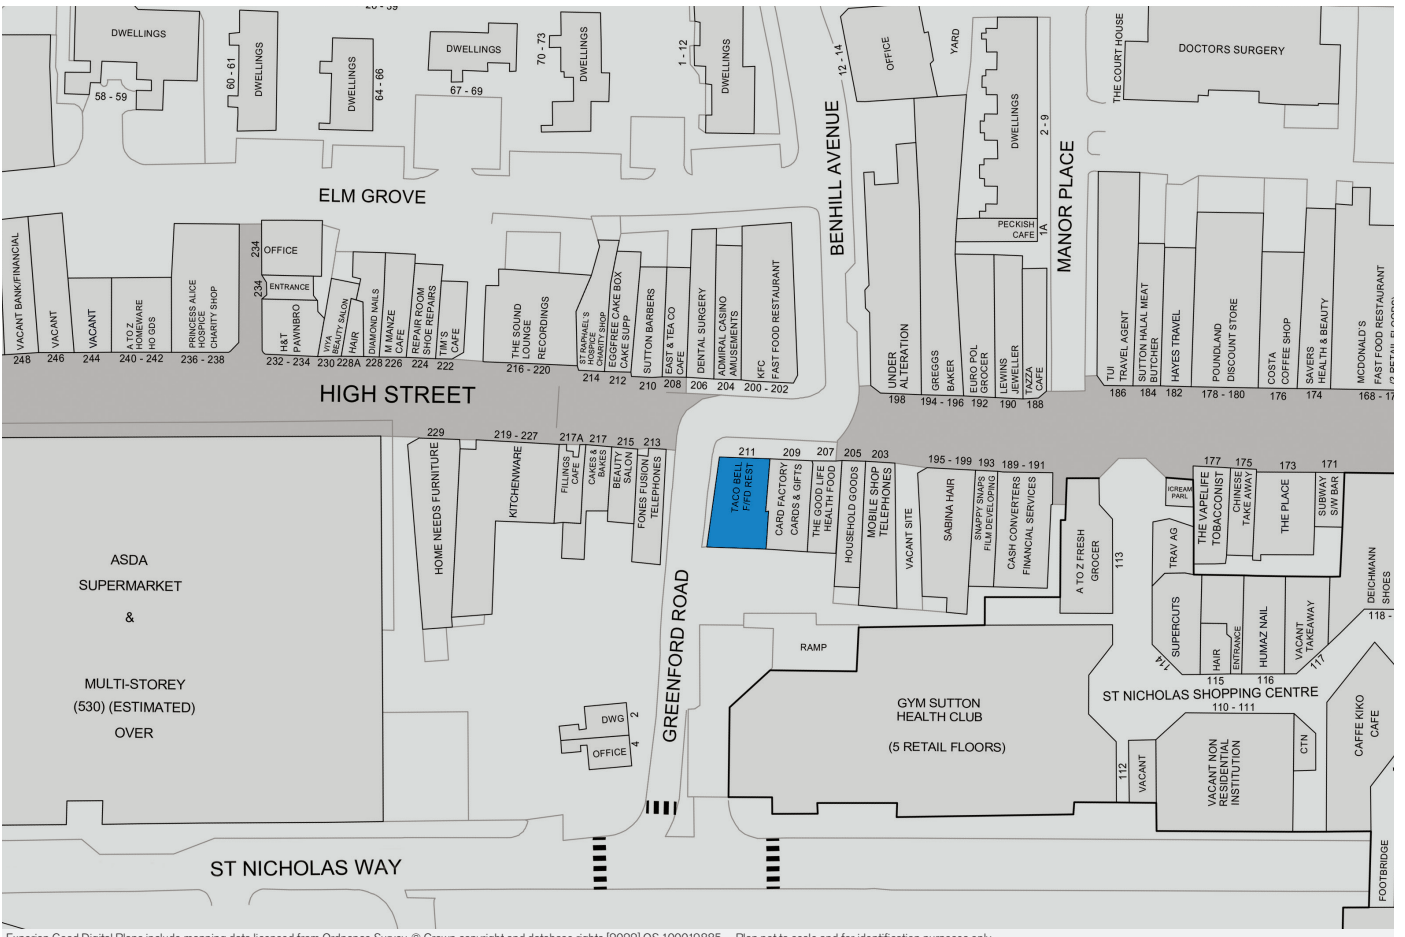 DWELLINGS
58 - 59
60 - 61
DWELLINGS
DWELLINGS
64 - 66
DWELLINGS
67 - 69
70 - 73
DWELLINGS
1 - 12
DWELLINGS
12 - 14
OFFICE
YARD
DWELLINGS
2 - 9
THE COURT HOUSE
DOCTORS SURGERY
ELM GROVE
BENHILL AVENUE
MANOR PLACE
PECKISH
CAFE
1A
VACANT BANK/FINANCIAL
248
VACANT
246
VACANT
244
A TO Z
HOMEWARE
HO GDS
240 - 242
PRINCESS ALICE
HOSPICE
CHARITY SHOP
236 - 238
234
OFFICE
234
ENTRANCE
H&T
PAWNBRO
232 - 234
VIYA
BEAUTY SALON
230
HAIR
228A
DIAMOND NAILS
228
M MANZE
CAFE
226
REPAIR ROOM
SHOE REPAIRS
224
TIM'S
CAFE
222
THE SOUND
LOUNGE
RECORDINGS
216 - 220
ST RAPHAEL'S
HOSPICE
CHARITY SHOP
214
EGGFREE CAKE BOX
CAKE SUPP
212
SUTTON BARBERS
210
EAST & TEA CO
CAFE
208
DENTAL SURGERY
206
ADMIRAL CASINO
AMUSEMENTS
204
KFC
FAST FOOD RESTAURANT
200 - 202
UNDER
ALTERATION
198
GREGGS
BAKER
194 - 196
EURO POL
GROCER
192
LEWINS
JEWELLER
190
TAZZA
CAFE
188
TUI
TRAVEL AGENT
186
SUTTON HALAL MEAT
BUTCHER
184
HAYES TRAVEL
182
POUNDLAND
DISCOUNT STORE
178 - 180
COSTA
COFFEE SHOP
176
SAVERS
HEALTH & BEAUTY
174
MCDONALD'S
FAST FOOD RESTAURANT
HIGH STREET
229
HOME NEEDS FURNITURE
219 - 227
KITCHENWARE
217A
FILLINGS
CAFE
217
CAKES &
BAKES
215
BEAUTY
SALON
213
FONES FUSION
TELEPHONES
211
TACO BELL
F/FD REST
209
CARD FACTORY
CARDS & GIFTS
207
THE GOOD LIFE
HEALTH FOOD
205
HOUSEHOLD GOODS
203
MOBILE SHOP
TELEPHONES
VACANT SITE
195 - 199
SABINA HAIR
193
SNAPPY SNAPS
FILM DEVELOPING
189 - 191
CASH CONVERTERS
FINANCIAL SERVICES
A TO Z FRESH
GROCER
113
ICREAM
PARL
TRAV AG
177
THE VAPELIFE
TOBACCONIST
175
CHINESE
TAKE AWAY
173
THE PLACE
171
SUBWAY
S/W BAR
DEICHMANN
SHOES
118 -
ASDA
SUPERMARKET
&
MULTI-STOREY
(530) (ESTIMATED)
OVER
GREENFORD ROAD
DWG
2
OFFICE
4
RAMP
GYM SUTTON
HEALTH CLUB
(5 RETAIL FLOORS)
SUPERCUTS
114
HAIR
115
ENTRANCE
HUMAZ NAIL
116
VACANT
TAKEAWAY
117
ST NICHOLAS SHOPPING CENTRE
110 - 111
112
VACANT
VACANT NON
RESIDENTIAL
INSTITUTION
CTN
CAFFE KIKO
CAFE
FOOTBRIDGE
ST NICHOLAS WAY